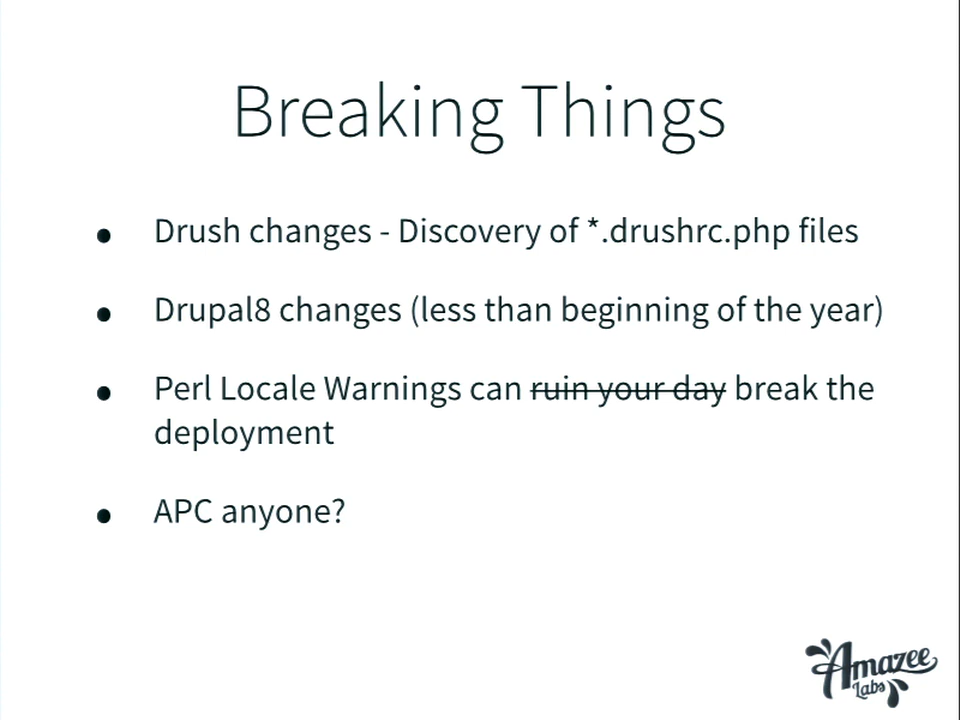 Breaking Things
Drush changes - Discovery of *.drushrc.php files
Drupal8 changes (less than beginning of the year)
Perl Locale Warnings can ruin your day break the
deployment
APC anyone?
Amazee
Labs